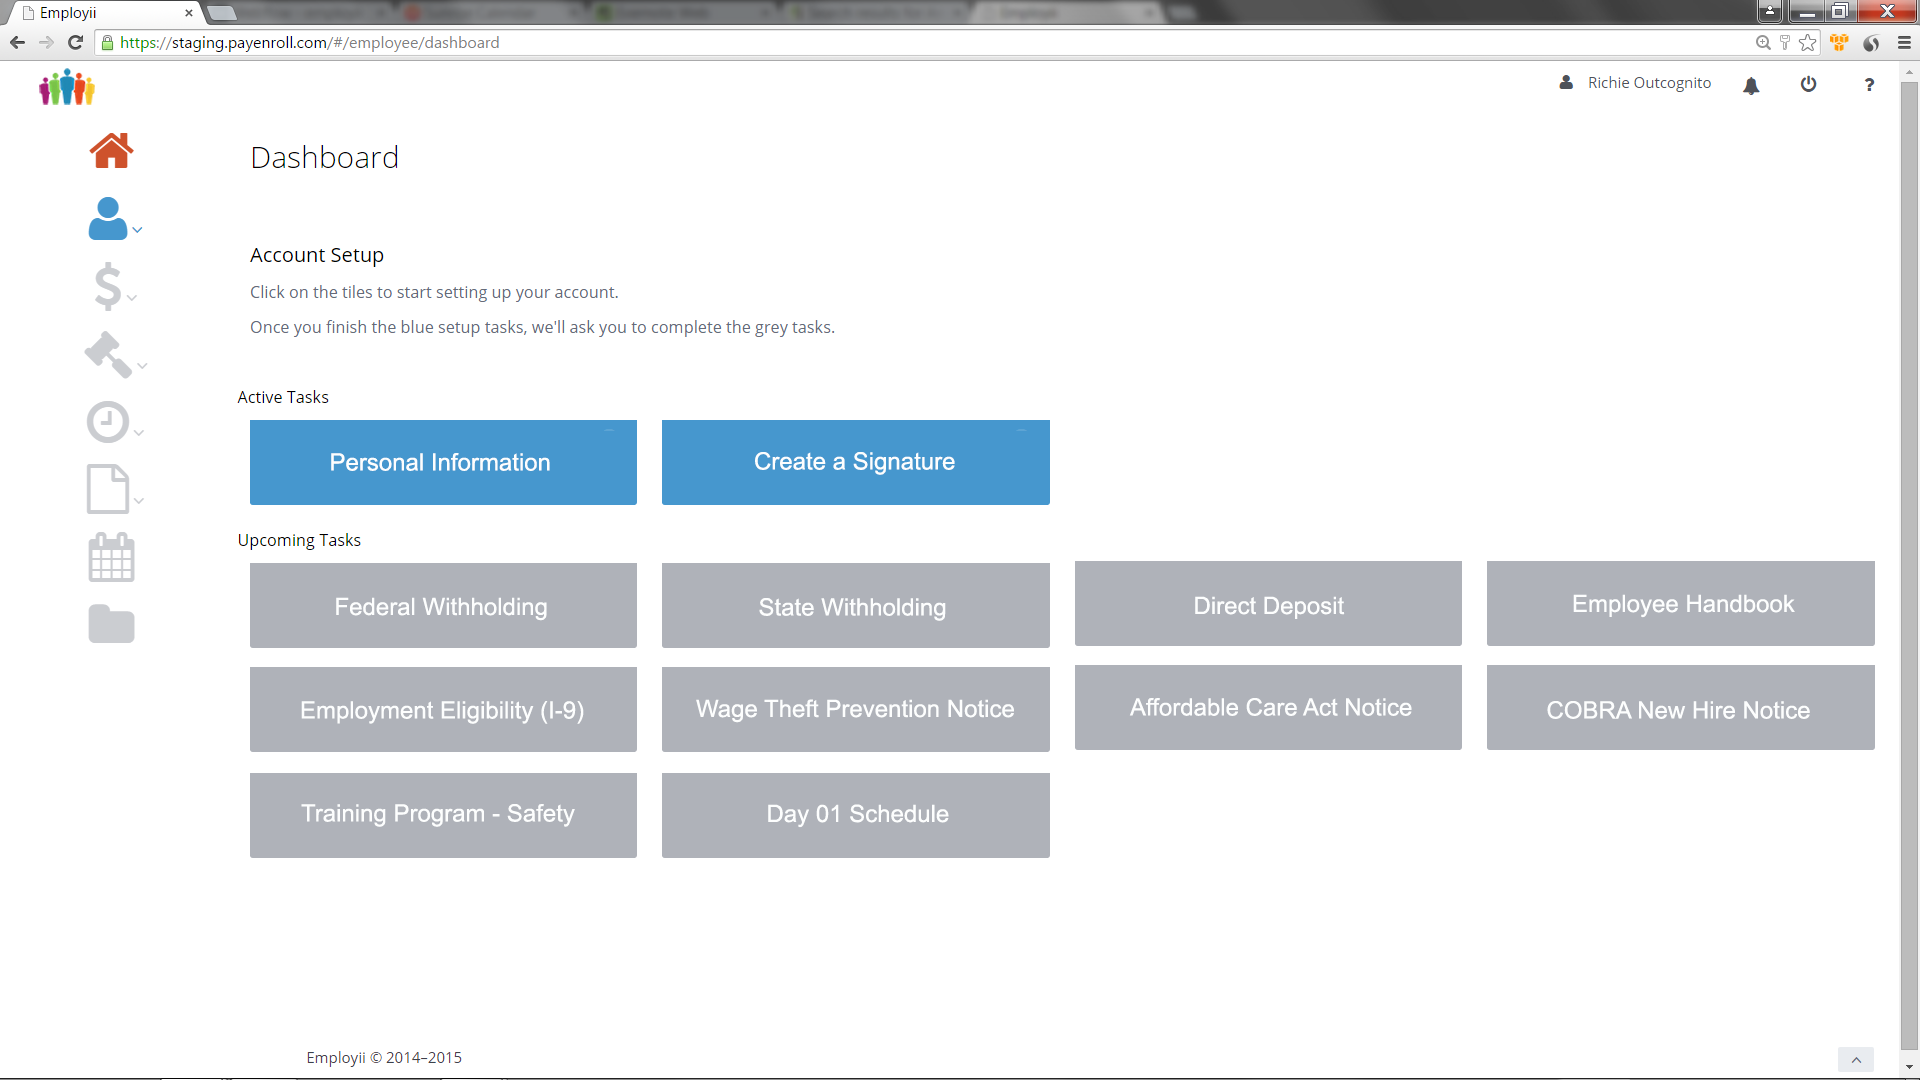 Employii
https://staging.payenroll.com/#/employee/dashboard
Richie Outcognito
?
Dashboard
Account Setup
Click on the tiles to start setting up your account.
Once you finish the blue setup tasks, we'll ask you to complete the grey tasks.
Active Tasks
Personal Information
Create a Signature
Upcoming Tasks
Federal Withholding
State Withholding
Direct Deposit
Employee Handbook
Employment Eligibility (I-9)
Wage Theft Prevention Notice
Affordable Care Act Notice
COBRA New Hire Notice
Training Program - Safety
Day 01 Schedule
Employii © 2014–2015